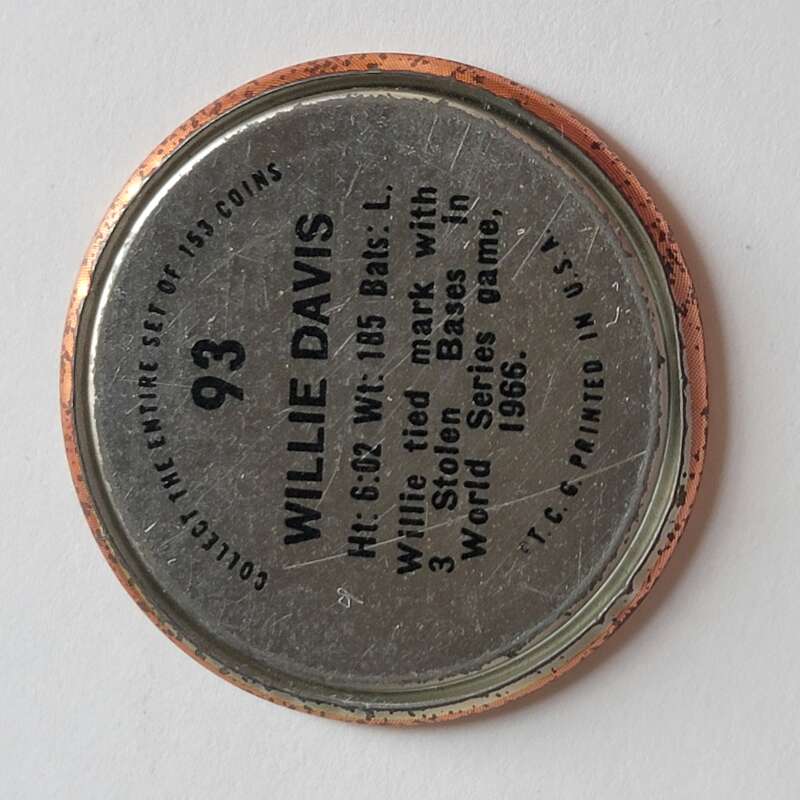 COLLECT THE ENTIRE SET OF 153 COINS
93
WILLIE DAVIS
Ht: 6:02 Wt: 185 Bats: L.
Willie tied mark with
3 Stolen Bases in
World Series game,
1966.
©T. C. G. PRINTED IN U.S.A.